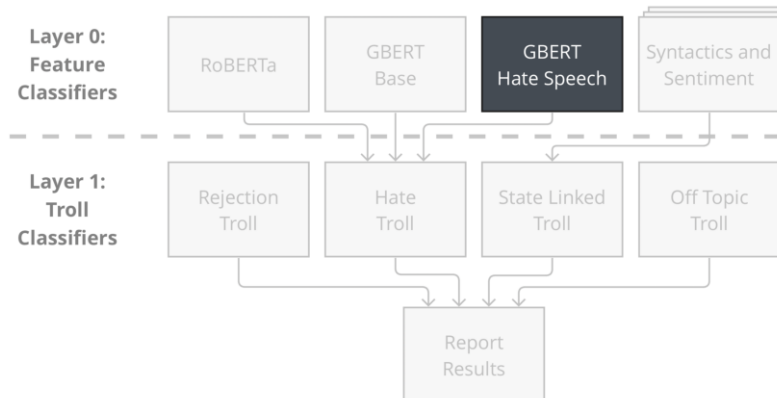 Layer 0:
Feature
Classifiers
RoBERTa
GBERT
Base
GBERT
Hate Speech
Syntactics and
Sentiment
Layer 1:
Troll
Classifiers
Rejection
Troll
Hate
Troll
State Linked
Troll
Off Topic
Troll
Report
Results